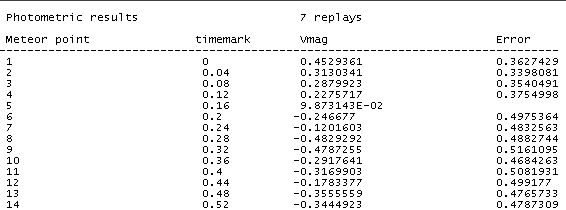 Photometric results 7 replays
Meteor point timemark Vmag Error
1 0 0.4529361 0.3627429
2 0.04 0.3130341 0.3398081
3 0.08 0.2879923 0.3540491
4 0.12 0.2275717 0.3754998
5 0.16 9.873143E-02
6 0.2 -0.246677 0.4975364
7 0.24 -0.1201603 0.4832563
8 0.28 -0.4829292 0.4882744
9 0.32 -0.4787255 0.5161095
10 0.36 -0.2917641 0.4684263
11 0.4 -0.3169903 0.5081931
12 0.44 -0.1783377 0.499177
13 0.48 -0.3555559 0.4765733
14 0.52 -0.3444923 0.4787309